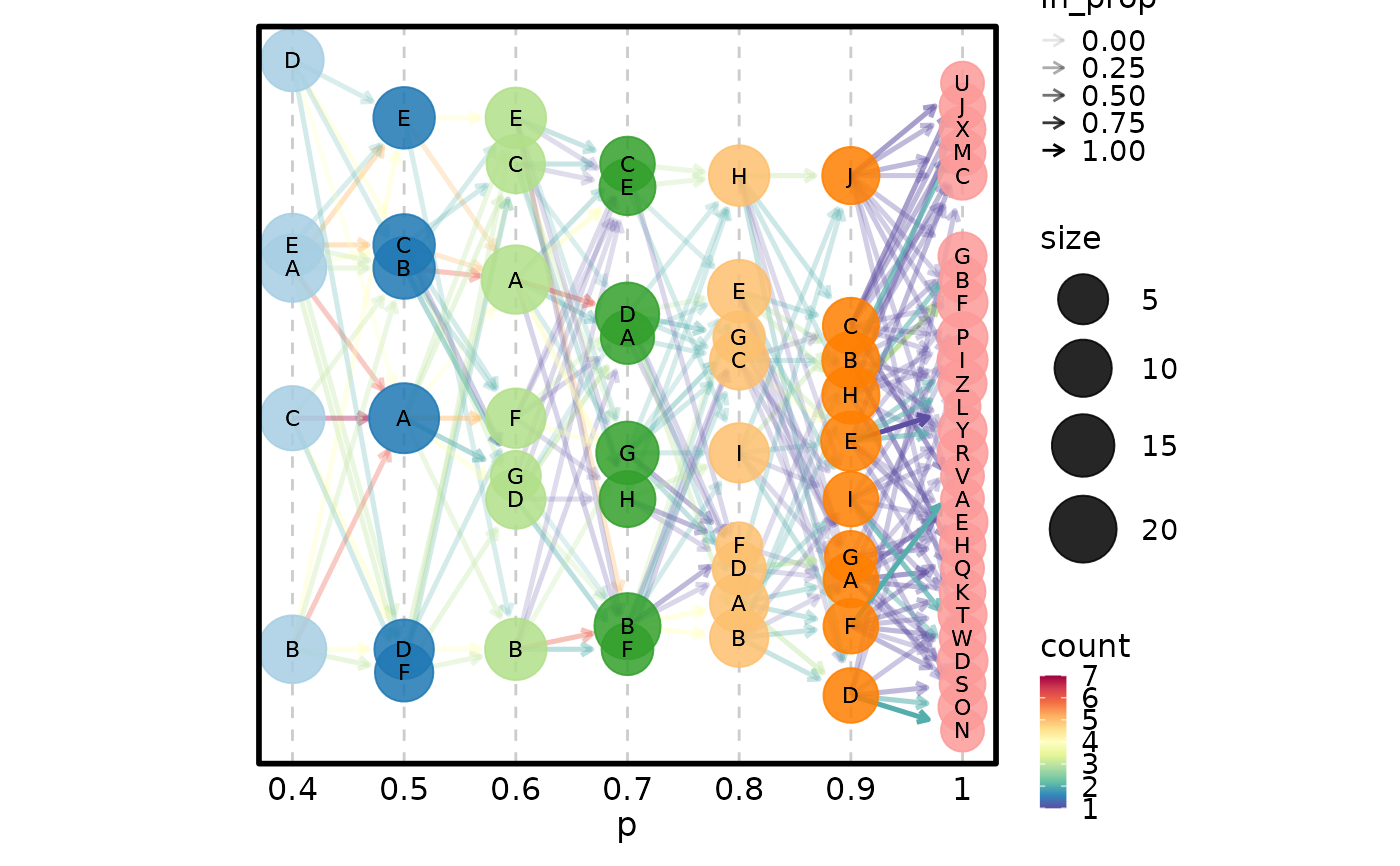 D
E
A
C
B
E
C
B
A
D
F
E
C
A
F
G
D
B
C
E
D
A
G
H
B
F
H
E
G
C
I
F
D
A
B
J
C
B
H
E
I
G
A
F
D
U
J
X
M
C
G
B
F
P
I
Z
L
Y
R
V
A
E
H
Q
K
T
W
D
S
O
N
0.4 0.5 0.6 0.7 0.8 0.9 1
p
in_prop
0.00
0.25
0.50
0.75
1.00
size
5
10
15
20
count
7
6
5
4
3
2
1